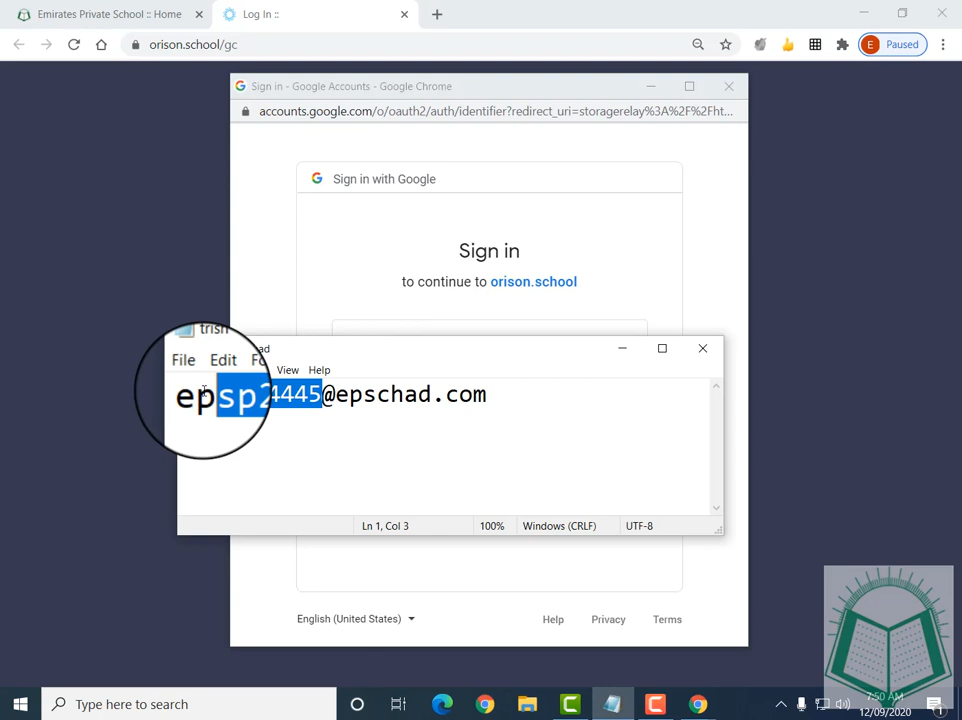 Emirates Private School :: Home
Log In ::
orison.school/gc
Paused
E
Sign in - Google Accounts - Google Chrome
accounts.google.com/o/oauth2/auth/identifier?redirect_uri=storagerelay%3A%2F%2Fht...
Sign in with Google
Sign in
to continue to orison.school
File Edit View Help
4445@epschad.com
epsp2
Ln 1, Col 3
100%
Windows (CRLF)
UTF-8
English (United States)
Help
Privacy
Terms
Type here to search
7:50 AM
12/09/2020
1